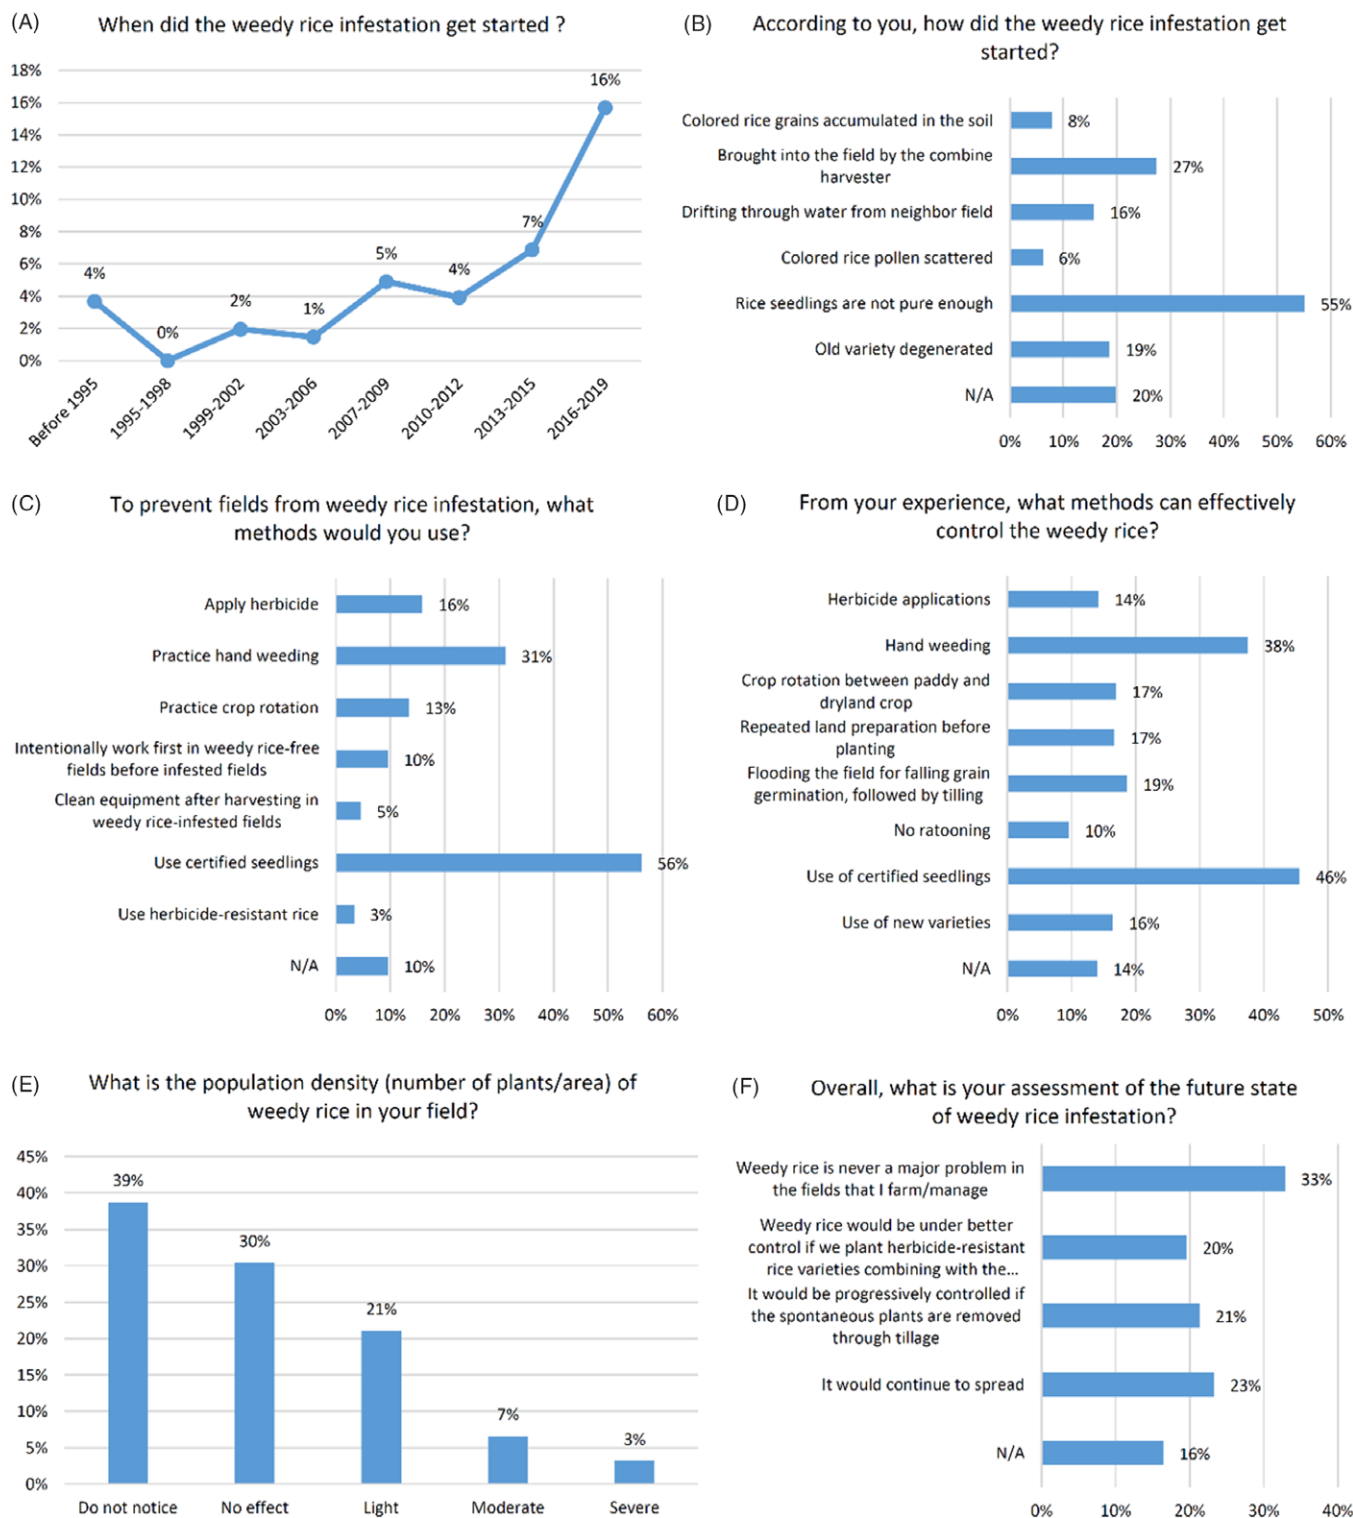 (A)
When did the weedy rice infestation get started ?
18%
16%
14%
12%
10%
8%
6%
4%
2%
0%
4%
0%
2%
1%
5%
4%
7%
16%
Before 1995
1995-1998
1999-2002
2003-2006
2007-2009
2010-2012
2013-2015
2016-2019
(B)
According to you, how did the weedy rice infestation get
started?
Colored rice grains accumulated in the soil
8%
Brought into the field by the combine
harvester
27%
Drifting through water from neighbor field
16%
Colored rice pollen scattered
6%
Rice seedlings are not pure enough
55%
Old variety degenerated
19%
N/A
20%
0% 10% 20% 30% 40% 50% 60%
(C)
To prevent fields from weedy rice infestation, what
methods would you use?
Apply herbicide
16%
Practice hand weeding
31%
Practice crop rotation
13%
Intentionally work first in weedy rice-free
fields before infested fields
10%
Clean equipment after harvesting in
weedy rice-infested fields
5%
Use certified seedlings
56%
Use herbicide-resistant rice
3%
N/A
10%
0% 10% 20% 30% 40% 50% 60%
(D)
From your experience, what methods can effectively
control the weedy rice?
Herbicide applications
14%
Hand weeding
38%
Crop rotation between paddy and
dryland crop
17%
Repeated land preparation before
planting
17%
Flooding the field for falling grain
germination, followed by tilling
19%
No ratooning
10%
Use of certified seedlings
46%
Use of new varieties
16%
N/A
14%
0% 10% 20% 30% 40% 50%
(E)
What is the population density (number of plants/area) of
weedy rice in your field?
45%
40%
35%
30%
25%
20%
15%
10%
5%
0%
39%
30%
21%
7%
3%
Do not notice No effect Light Moderate Severe
(F)
Overall, what is your assessment of the future state
of weedy rice infestation?
Weedy rice is never a major problem in
the fields that I farm/manage
33%
Weedy rice would be under better
control if we plant herbicide-resistant
rice varieties combining with the...
20%
It would be progressively controlled if
the spontaneous plants are removed
through tillage
21%
It would continue to spread
23%
N/A
16%
0% 10% 20% 30% 40%